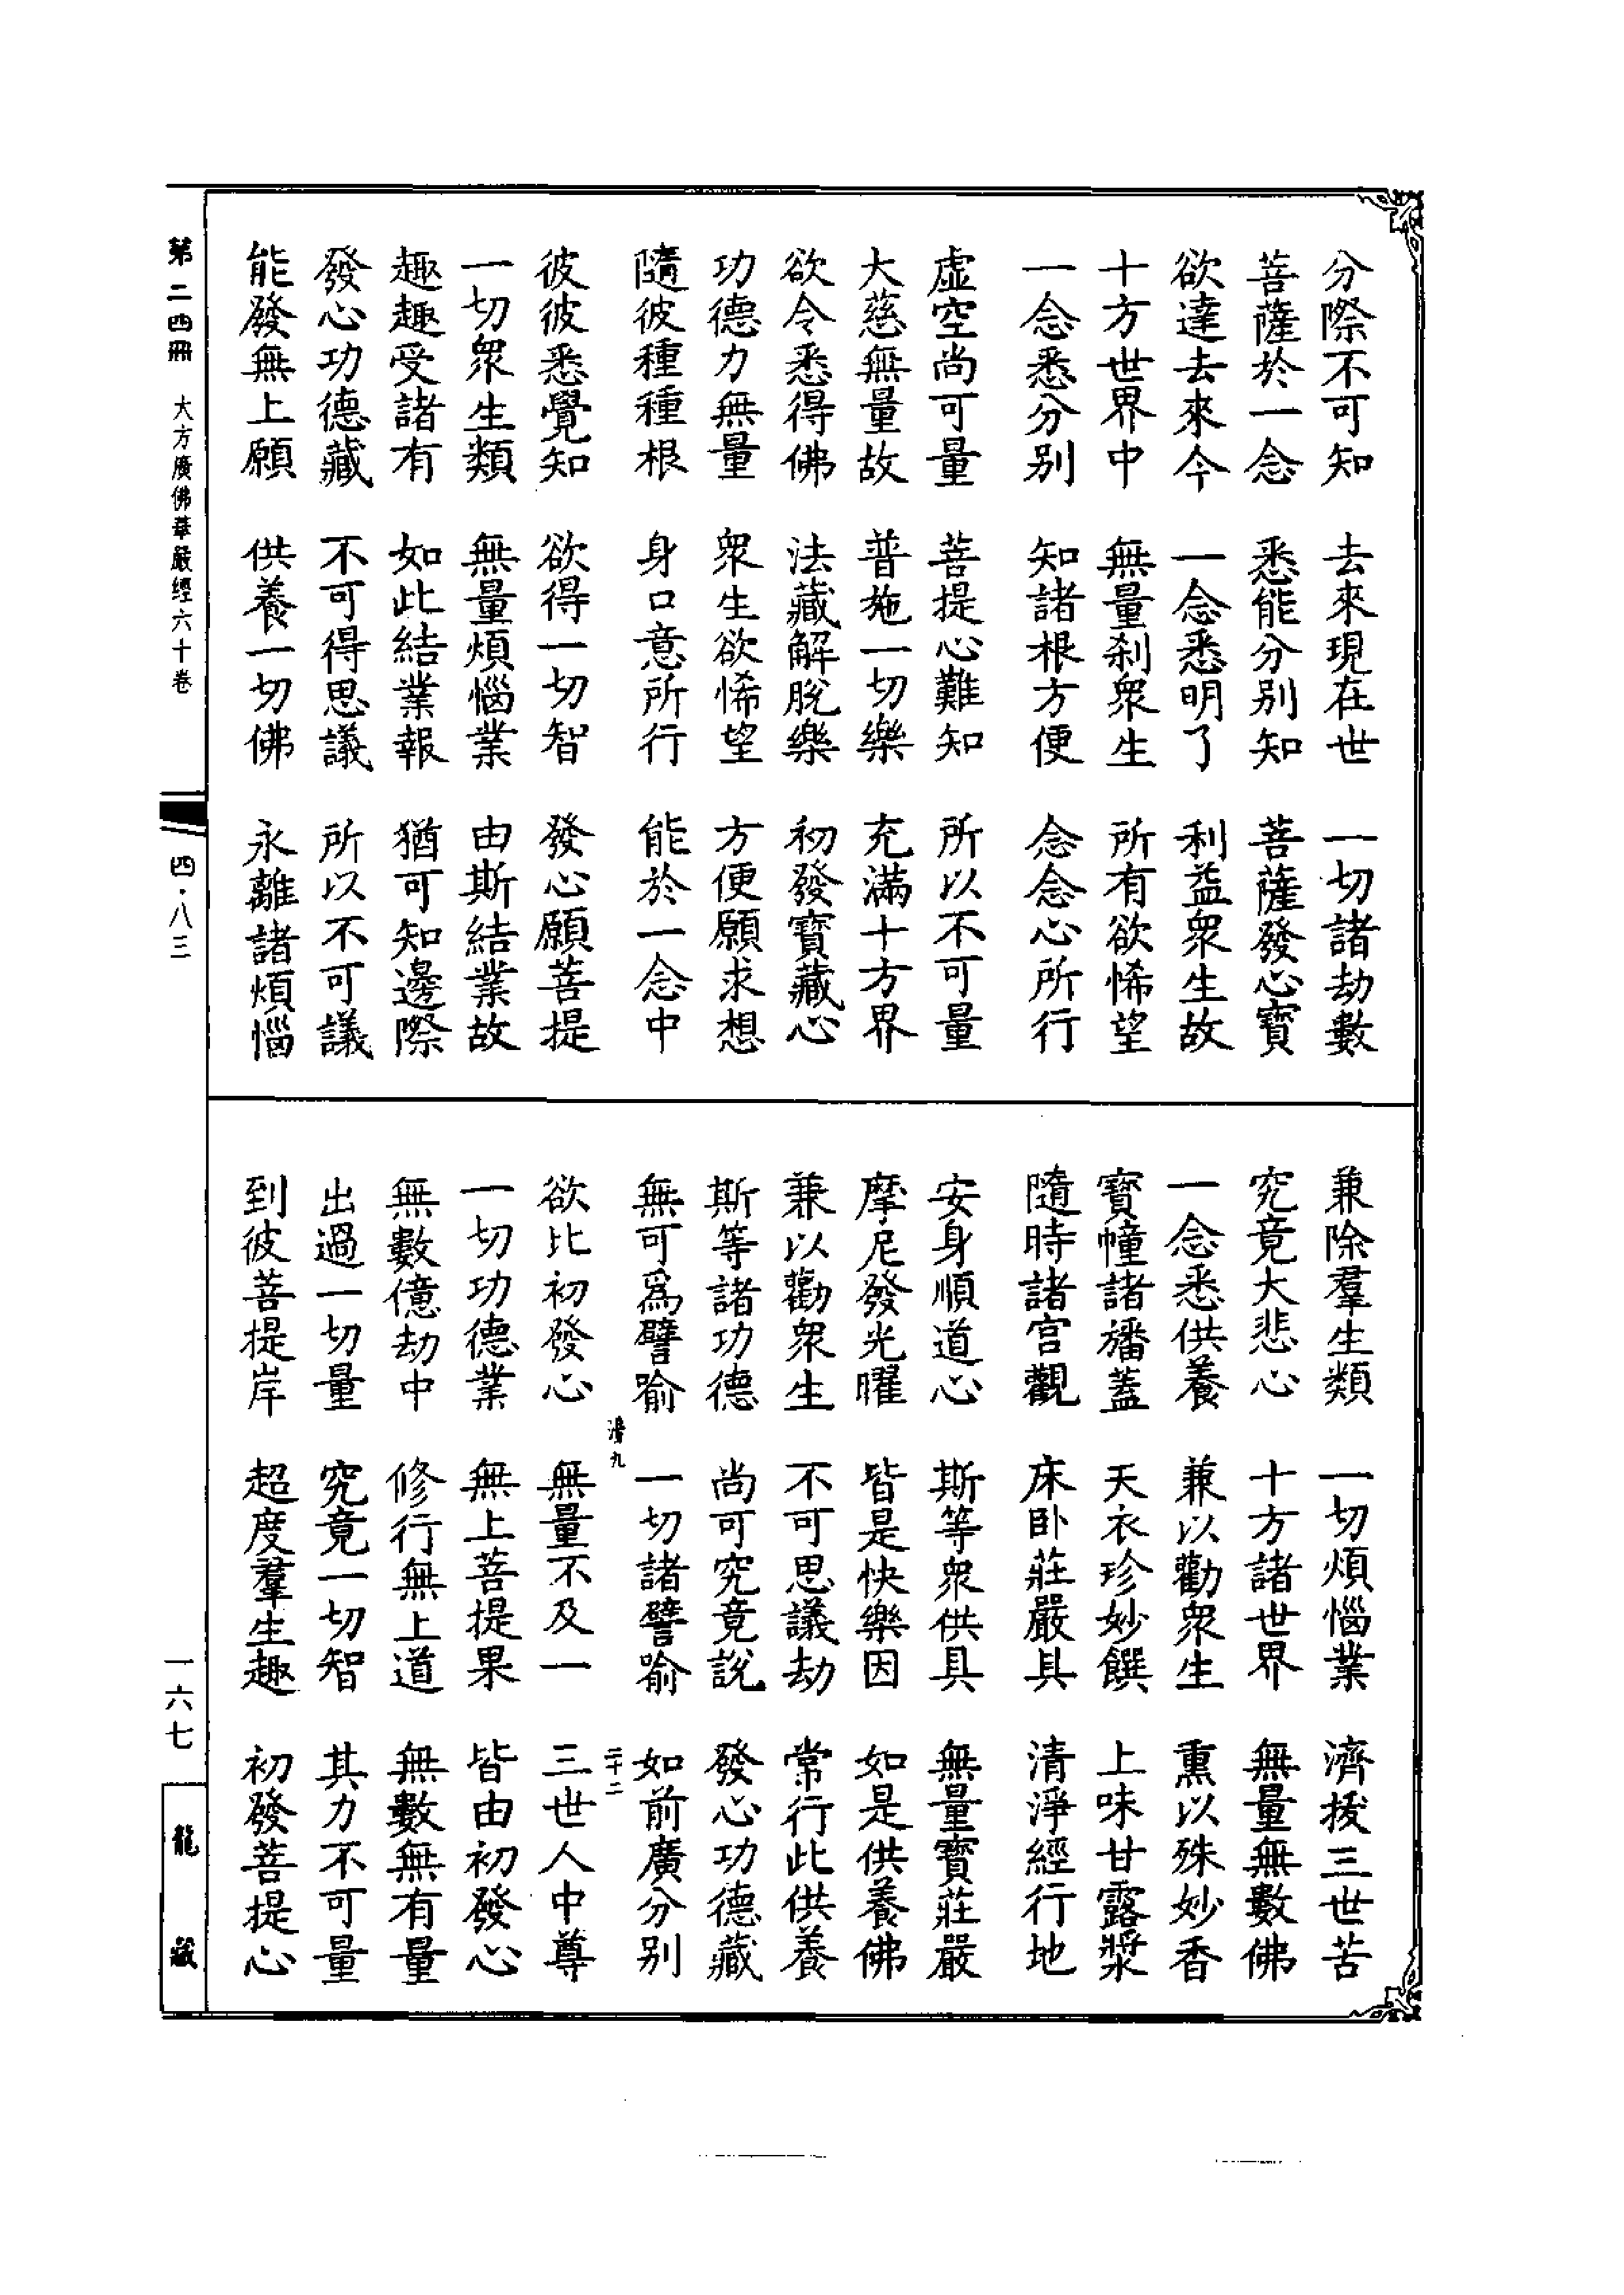 分際不可知　去來現在世　一切諸劫數
菩薩於一念　悉能分別知　菩薩發心寶
欲達去來今　一念悉明了　利益衆生故
十方世界中　無量刹衆生　所有欲悕望
一念悉分別　知諸根方便　念念心所行
虛空尚可量　菩提心難知　所以不可量
大慈無量故　普施一切樂　充滿十方界
欲令悉得佛　法藏解脫樂　初發寶藏心
功德力無量　衆生欲悕望　方便願求想
隨彼種種根　身口意所行　能於一念中
彼彼悉覺知　欲得一切智　發心願菩提
一切衆生類　無量煩惱業　由斯結業故
趣趣受諸有　如此結業報　猶可知邊際
發心功德藏　不可得思議　所以不可議
能發無上願　供養一切佛　永離諸煩惱
兼除羣生類　一切煩惱業　濟拔三世苦
究竟大悲心　十方諸世界　無量無數佛
一念悉供養　兼以勸衆生　熏以殊妙香
寶幢諸旛蓋　天衣珍妙饌　上味甘露漿
隨時諸宮觀　床卧莊嚴具　清淨經行地
安身順道心　斯等衆供具　無量寶莊嚴
摩尼發光曜　皆是快樂因　如是供養佛
兼以勸衆生　不可思議劫　常行此供養
斯等諸功德　尚可究竟說　發心功德藏
無可爲譬喻　一切諸譬喻　如前廣分別
湯九　二十二
欲比初發心　無量不及一　三世人中尊
一切功德業　無上菩提果　皆由初發心
無數億劫中　修行無上道　無數無有量
出過一切量　究竟一切智　其力不可量
到彼菩提岸　超度羣生趣　初發菩提心
第二四冊　大方廣佛華嚴經六十卷　四·八三　一六七　龍藏